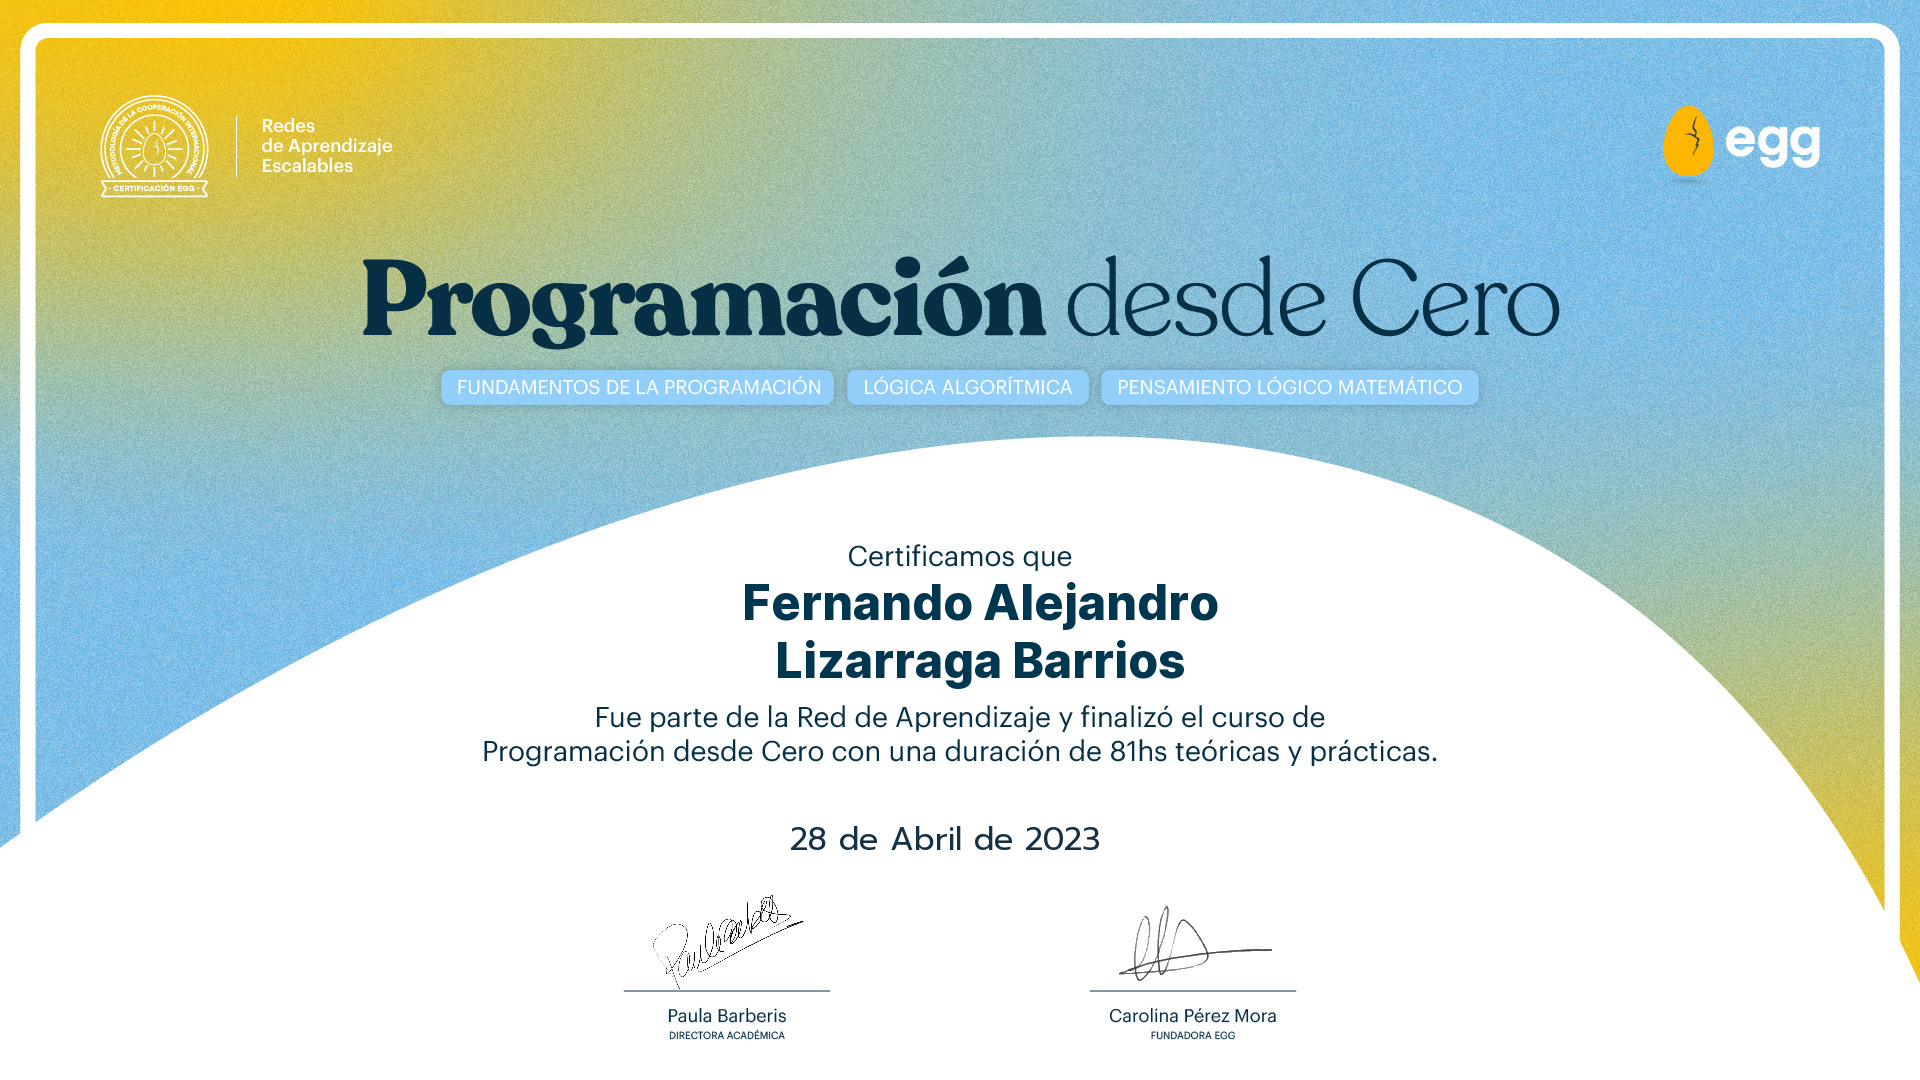 METODOLOGÍA DE LA COOPERACIÓN INTERNACIONAL
· CERTIFICACIÓN EGG ·
Redes
de Aprendizaje
Escalables
egg
Programación desde Cero
FUNDAMENTOS DE LA PROGRAMACIÓN LÓGICA ALGORÍTMICA PENSAMIENTO LÓGICO MATEMÁTICO
Certificamos que
Fernando Alejandro
Lizarraga Barrios
Fue parte de la Red de Aprendizaje y finalizó el curso de
Programación desde Cero con una duración de 81hs teóricas y prácticas.
28 de Abril de 2023
Paula Barberis
DIRECTORA ACADÉMICA
Carolina Pérez Mora
FUNDADORA EGG